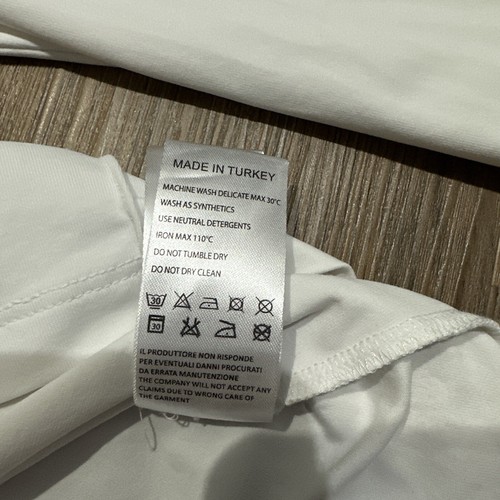 MADE IN TURKEY
MACHINE WASH DELICATE MAX 30°C
WASH AS SYNTHETICS
USE NEUTRAL DETERGENTS
IRON MAX 110°C
DO NOT TUMBLE DRY
DO NOT DRY CLEAN
30
30
IL PRODUTTORE NON RISPONDE
PER EVENTUALI DANNI PROCURATI
DA ERRATA MANUTENZIONE
THE COMPANY WILL NOT ACCEPT ANY
CLAIMS DUE TO WRONG CARE OF
THE GARMENT